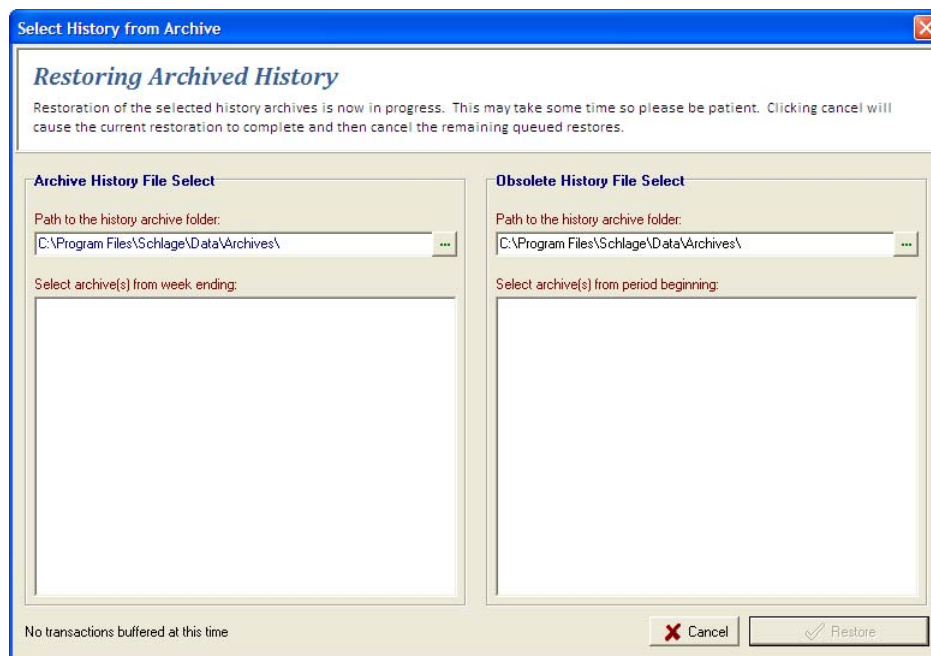 Select History from Archive
Restoring Archived History
Restoration of the selected history archives is now in progress. This may take some time so please be patient. Clicking cancel will
cause the current restoration to complete and then cancel the remaining queued restores.
Archive History File Select
Path to the history archive folder:
C:\Program Files\Schlage\Data\Archives\
...
Select archive(s) from week ending:
Obsolete History File Select
Path to the history archive folder:
C:\Program Files\Schlage\Data\Archives\
...
Select archive(s) from period beginning:
No transactions buffered at this time
Cancel
Restore